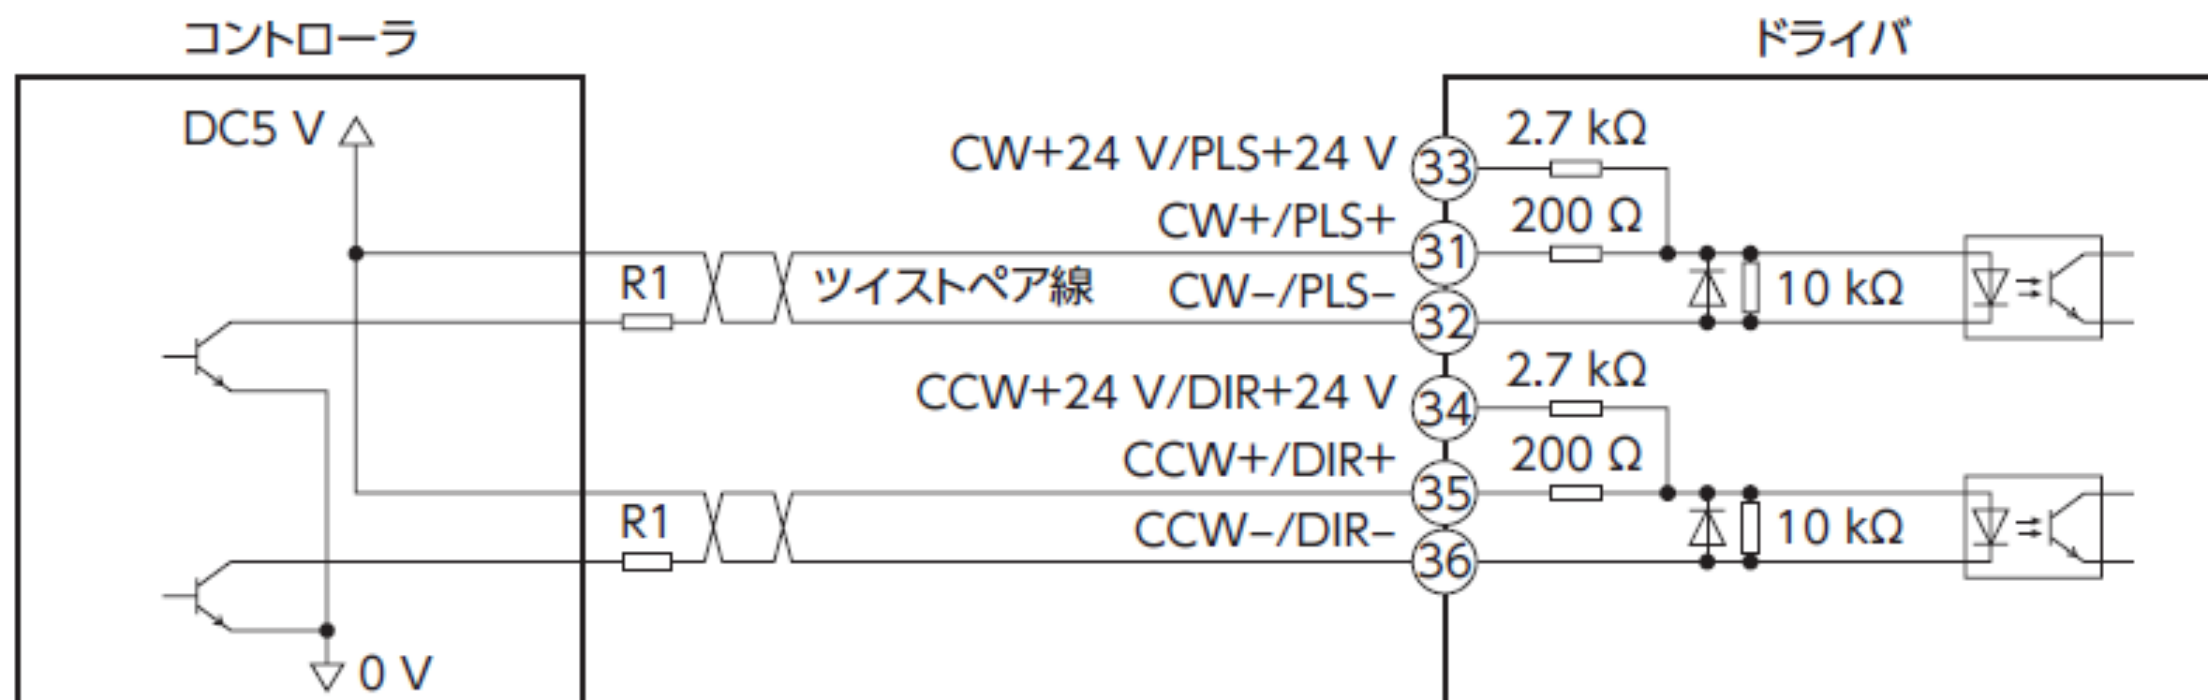 コントローラ
ドライバ
DC5 V
CW+24 V/PLS+24 V
33
2.7 kΩ
CW+/PLS+
31
200 Ω
R1
ツイストペア線
CW−/PLS−
32
10 kΩ
CCW+24 V/DIR+24 V
34
2.7 kΩ
CCW+/DIR+
35
200 Ω
R1
CCW−/DIR−
36
10 kΩ
0 V